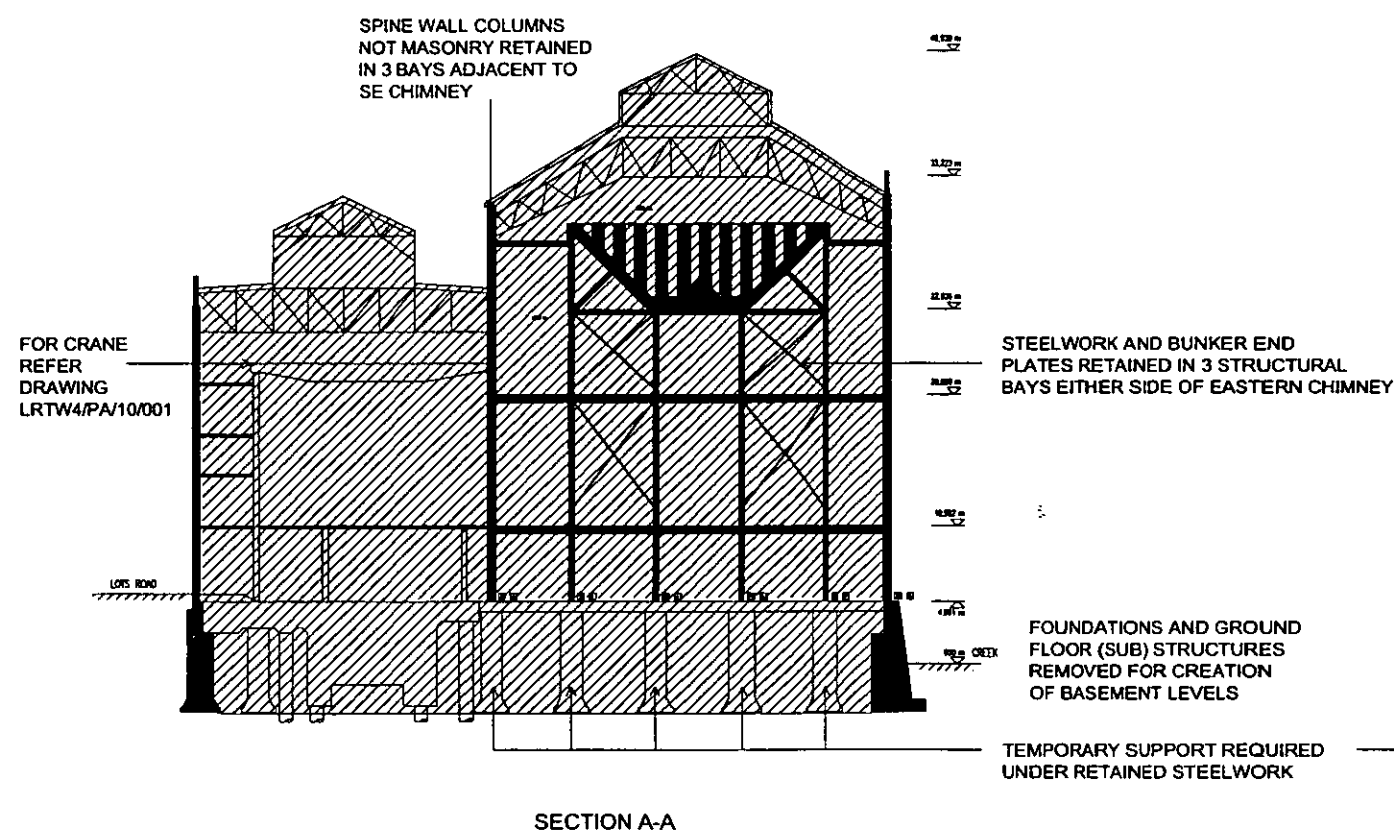 SPINE WALL COLUMNS
NOT MASONRY RETAINED
IN 3 BAYS ADJACENT TO
SE CHIMNEY
FOR CRANE
REFER
DRAWING
LRTW4/PA/10/001
STEELWORK AND BUNKER END
PLATES RETAINED IN 3 STRUCTURAL
BAYS EITHER SIDE OF EASTERN CHIMNEY
LOTS ROAD
CREEK
FOUNDATIONS AND GROUND
FLOOR (SUB) STRUCTURES
REMOVED FOR CREATION
OF BASEMENT LEVELS
TEMPORARY SUPPORT REQUIRED
UNDER RETAINED STEELWORK
SECTION A-A